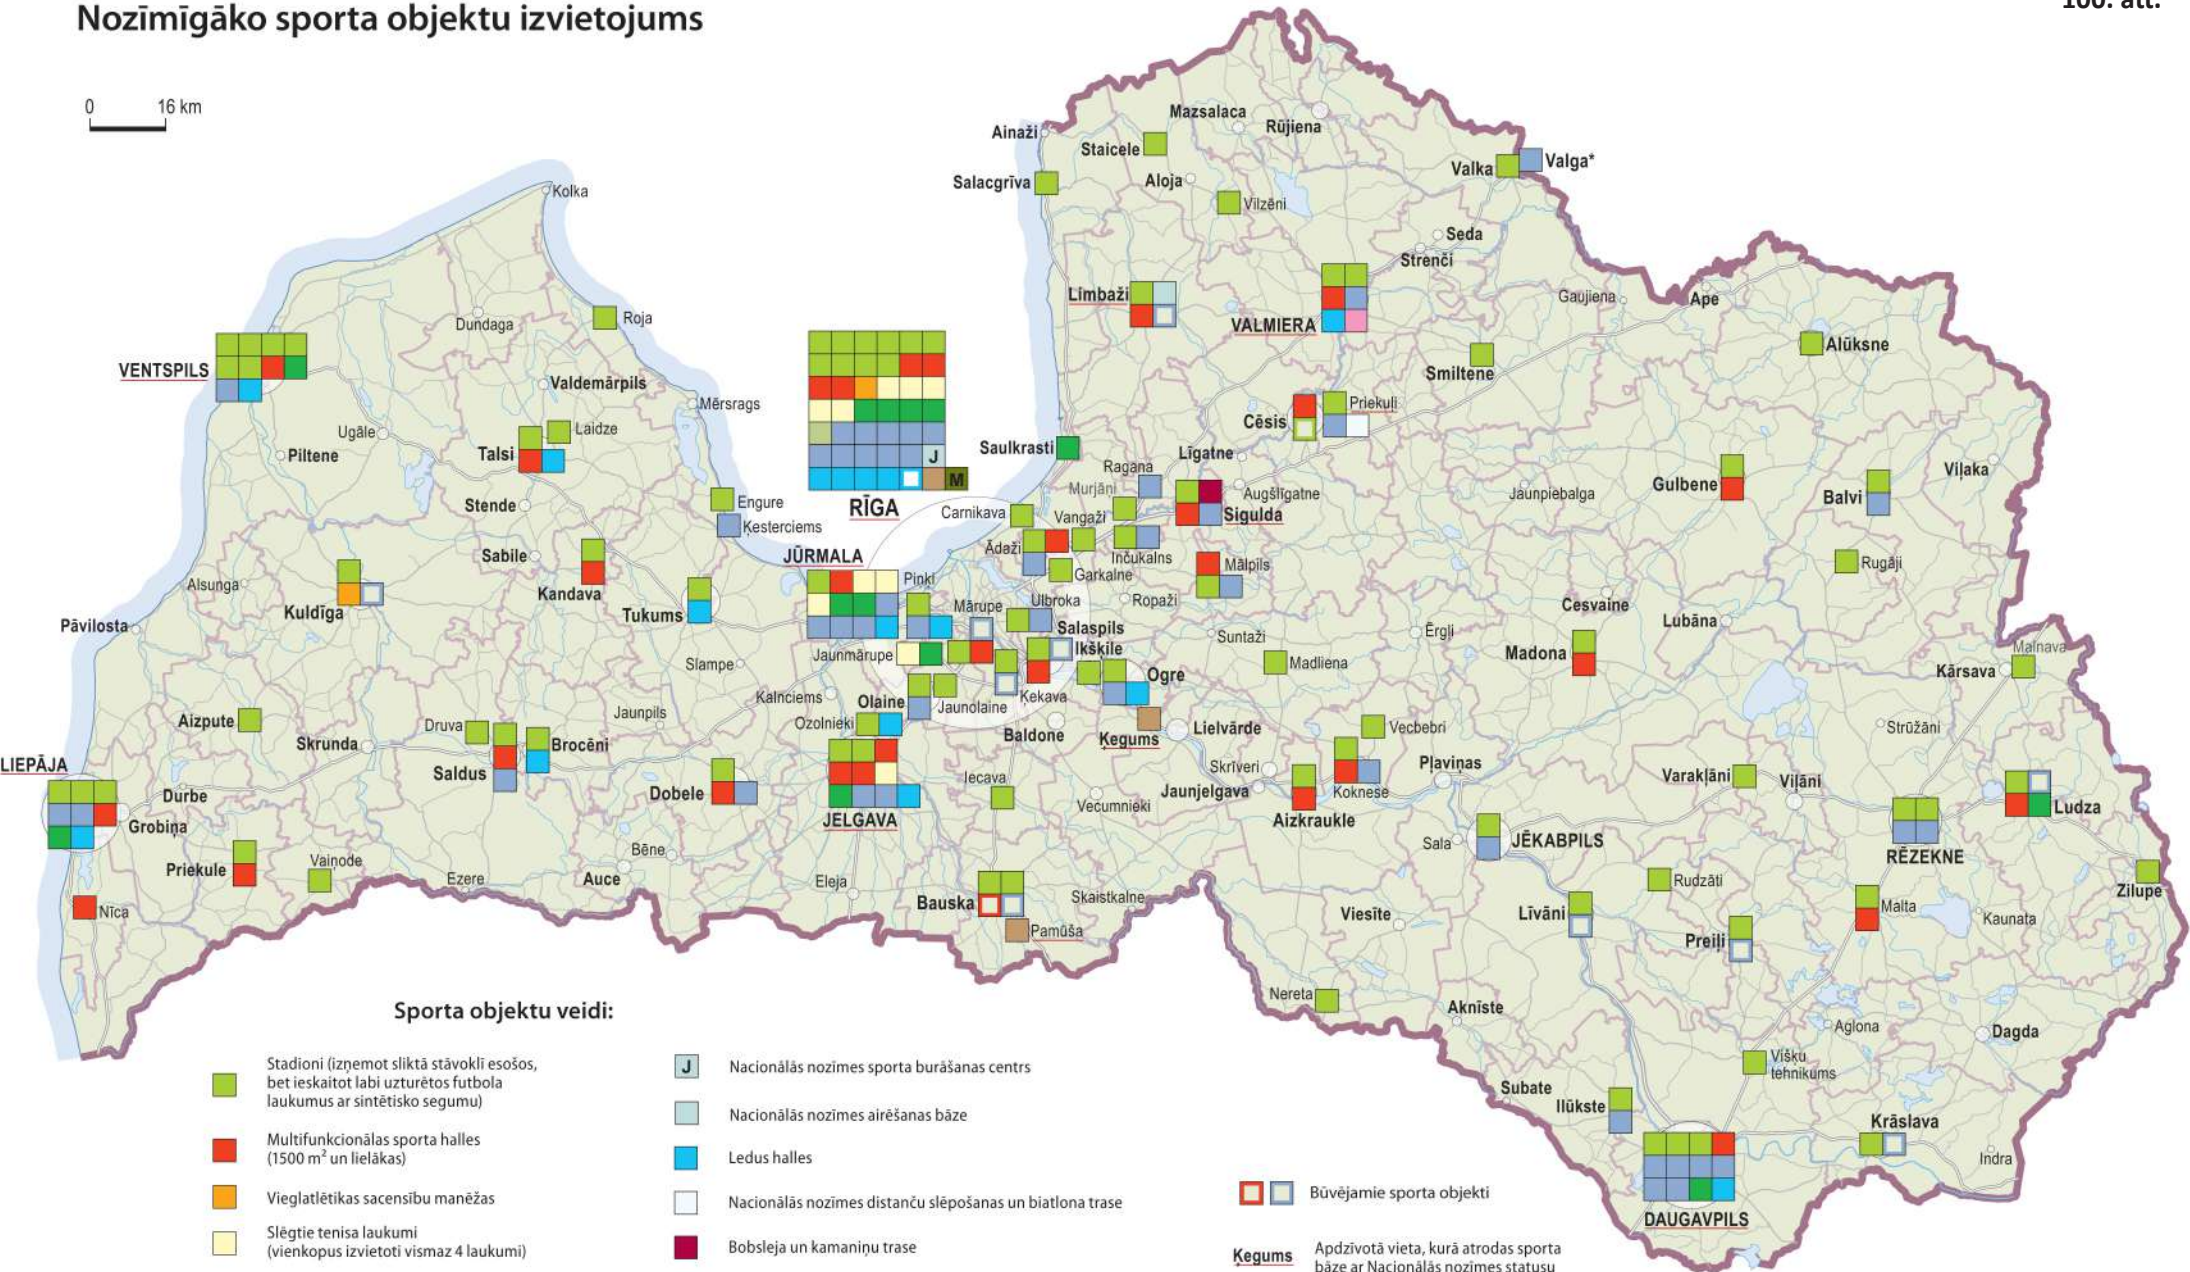 Nozīmīgāko sporta objektu izvietojums
0 16 km
Kolka
Ainaži
Mazsalaca
Rūjiena
Staicele
Salacgrīva
Aloja
Vilzēni
Valka
Valga*
Seda
Strenči
Limbaži
VALMIERA
Gaujiena
Ape
Alūksne
Smiltene
Roja
Dundaga
VENTSPILS
Valdemārpils
Mērsrags
Ugāle
Laidze
Talsi
Piltene
Stende
Engure
Ķesterciems
J
M
RĪGA
Saulkrasti
Cēsis
Priekuļi
Līgatne
Ragana
Murjāņi
Augšlīgatne
Sigulda
Jaunpiebalga
Gulbene
Balvi
Viļaka
Carnikava
Vangaži
Ādaži
Inčukalns
Garkalne
Mālpils
Rugāji
Sabile
Kandava
Alsunga
Kuldīga
Tukums
Pāvilosta
JŪRMALA
Piņķi
Mārupe
Ulbroka
Ropaži
Salaspils
Ikšķile
Suntaži
Ērgļi
Cesvaine
Lubāna
Madona
Malnava
Kārsava
Jaunmārupe
Slampe
Kalnciems
Olaine
Jaunolaine
Ķekava
Ogre
Madliena
Ozolnieki
Baldone
Ķegums
Lielvārde
Vecbebri
Strūžāni
Aizpute
Skrunda
Druva
Jaunpils
Saldus
Brocēni
LIEPĀJA
Durbe
Grobiņa
Dobele
JELGAVA
Iecava
Vecumnieki
Skrīveri
Jaunjelgava
Koknese
Pļaviņas
Varakļāni
Viļāni
Ludza
Aizkraukle
Sala
JĒKABPILS
RĒZEKNE
Zilupe
Priekule
Vaiņode
Nīca
Ezere
Auce
Bēne
Eleja
Bauska
Skaistkalne
Pamūša
Viesīte
Līvāni
Rudzāti
Preiļi
Malta
Kaunata
Nereta
Aknīste
Aglona
Dagda
Višķu
tehnikums
Subate
Ilūkste
Krāslava
Indra
DAUGAVPILS
Sporta objektu veidi:
Stadioni (izņemot sliktā stāvoklī esošos,
bet ieskaitot labi uzturētos futbola
laukumus ar sintētisko segumu)
Multifunkcionālas sporta halles
(1500 m² un lielākas)
Vieglatlētikas sacensību manēžas
Slēgtie tenisa laukumi
(vienkopus izvietoti vismaz 4 laukumi)
J Nacionālās nozīmes sporta burāšanas centrs
Nacionālās nozīmes airēšanas bāze
Ledus halles
Nacionālās nozīmes distanču slēpošanas un biatlona trase
Bobsleja un kamaniņu trase
Būvējamie sporta objekti
Ķegums Apdzīvotā vieta, kurā atrodas sporta
bāze ar Nacionālās nozīmes statusu